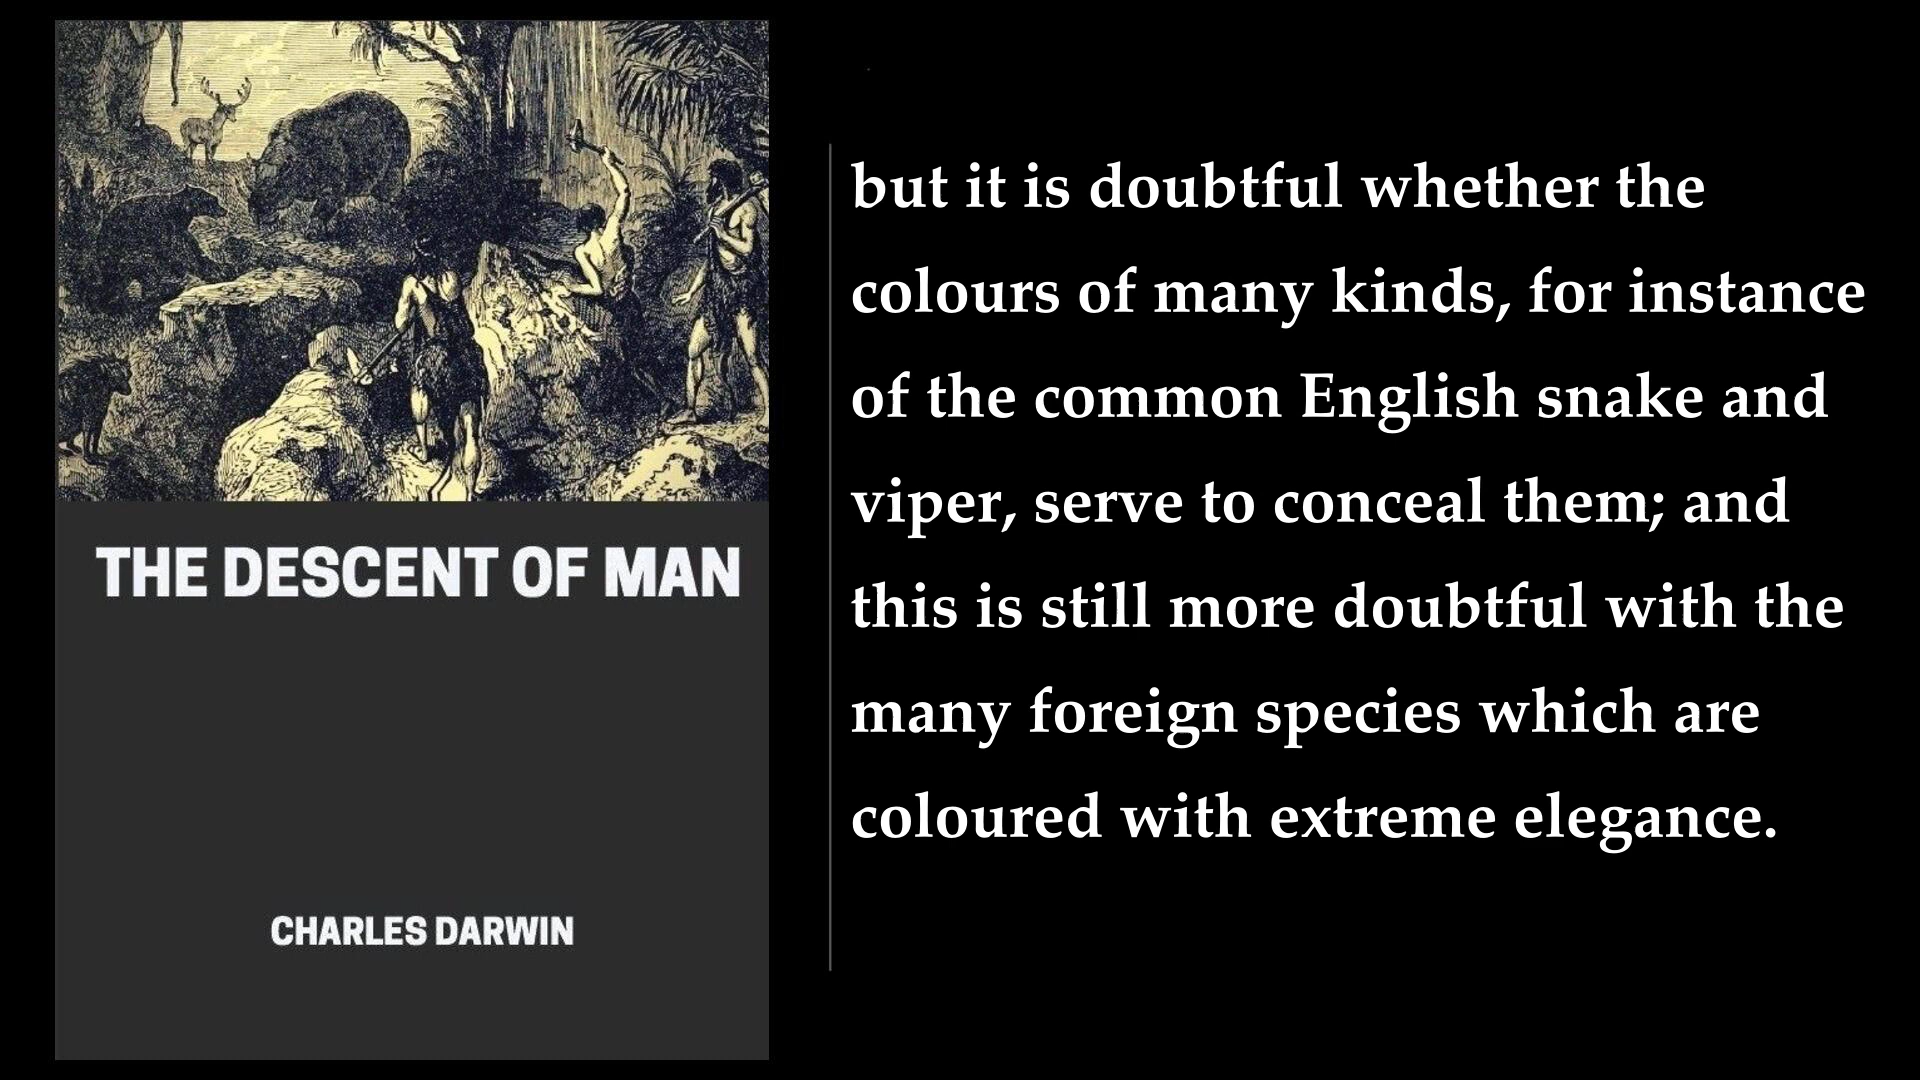 THE DESCENT OF MAN
CHARLES DARWIN
but it is doubtful whether the
colours of many kinds, for instance
of the common English snake and
viper, serve to conceal them; and
this is still more doubtful with the
many foreign species which are
coloured with extreme elegance.